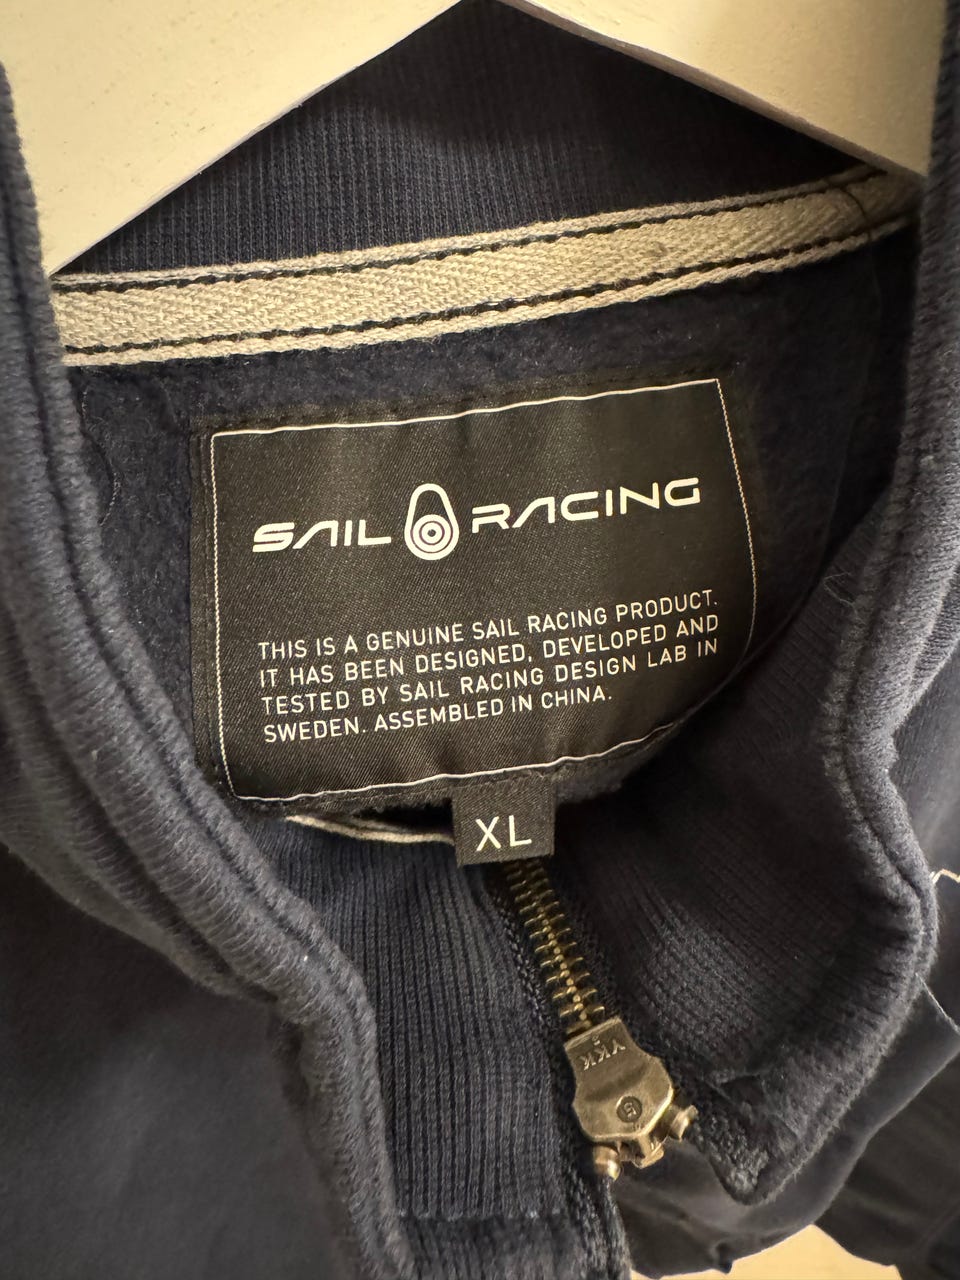 SAIL RACING
THIS IS A GENUINE SAIL RACING PRODUCT.
IT HAS BEEN DESIGNED, DEVELOPED AND
TESTED BY SAIL RACING DESIGN LAB IN
SWEDEN. ASSEMBLED IN CHINA.
XL
YKK
5